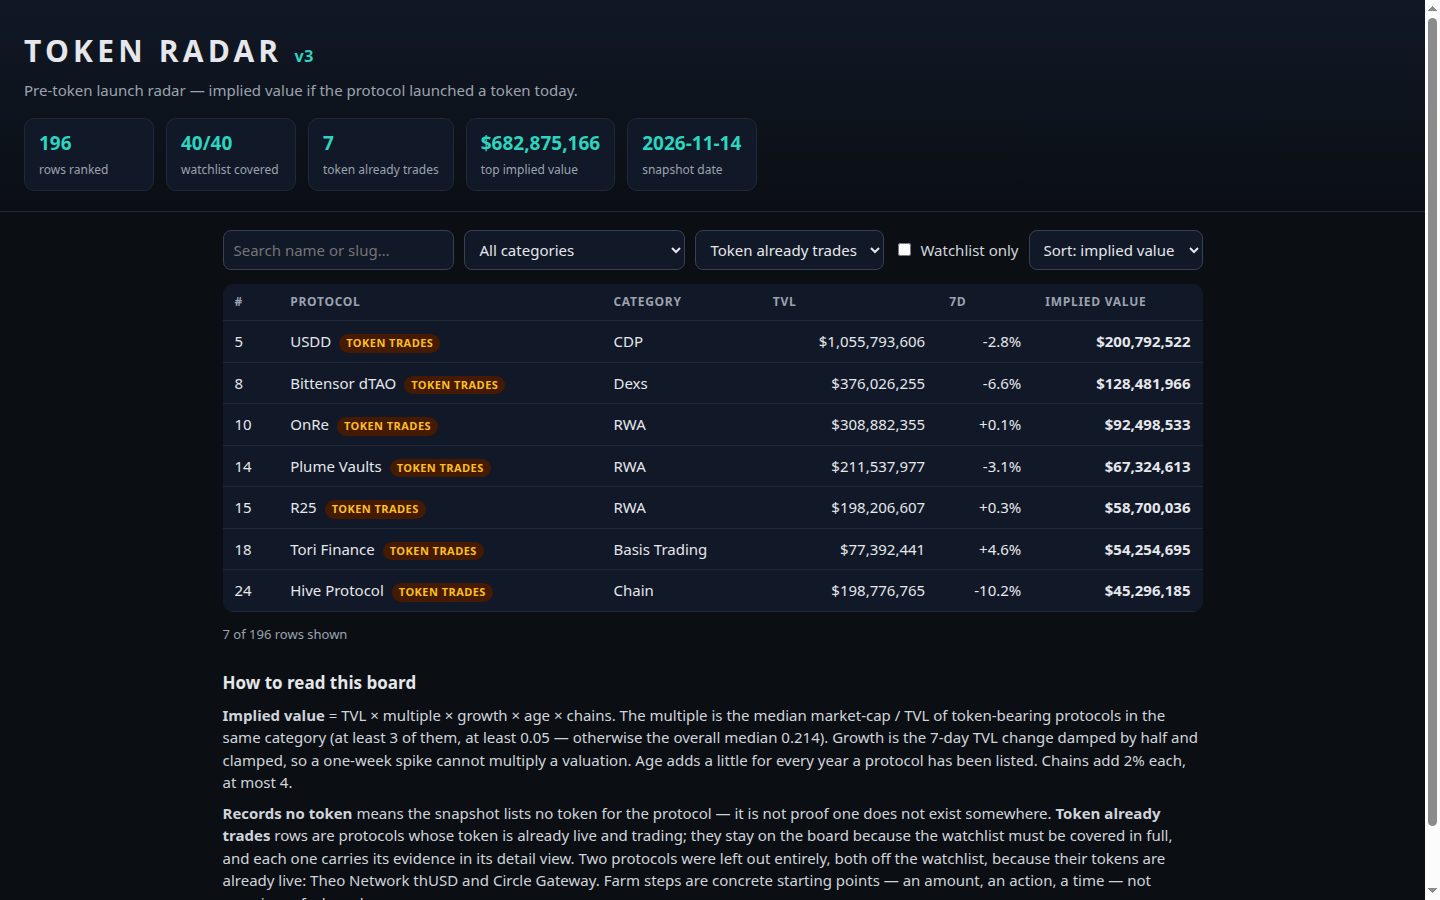 TOKEN RADAR v3
Pre-token launch radar — implied value if the protocol launched a token today.
196 40/40 7 $682,875,166 2026-11-14
rows ranked watchlist covered token already trades top implied value snapshot date
Search name or slug... All categories Token already trades Watchlist only Sort: implied value
# PROTOCOL CATEGORY TVL 7D IMPLIED VALUE
5 USDD TOKEN TRADES CDP $1,055,793,606 -2.8% $200,792,522
8 Bittensor dTAO TOKEN TRADES Dexs $376,026,255 -6.6% $128,481,966
10 OnRe TOKEN TRADES RWA $308,882,355 +0.1% $92,498,533
14 Plume Vaults TOKEN TRADES RWA $211,537,977 -3.1% $67,324,613
15 R25 TOKEN TRADES RWA $198,206,607 +0.3% $58,700,036
18 Tori Finance TOKEN TRADES Basis Trading $77,392,441 +4.6% $54,254,695
24 Hive Protocol TOKEN TRADES Chain $198,776,765 -10.2% $45,296,185
7 of 196 rows shown
How to read this board
Implied value = TVL × multiple × growth × age × chains. The multiple is the median market-cap / TVL of token-bearing protocols in the
same category (at least 3 of them, at least 0.05 — otherwise the overall median 0.214). Growth is the 7-day TVL change damped by half and
clamped, so a one-week spike cannot multiply a valuation. Age adds a little for every year a protocol has been listed. Chains add 2% each,
at most 4.
Records no token means the snapshot lists no token for the protocol — it is not proof one does not exist somewhere. Token already
trades rows are protocols whose token is already live and trading; they stay on the board because the watchlist must be covered in full,
and each one carries its evidence in its detail view. Two protocols were left out entirely, both off the watchlist, because their tokens are
already live: Theo Network thUSD and Circle Gateway. Farm steps are concrete starting points — an amount, an action, a time — not